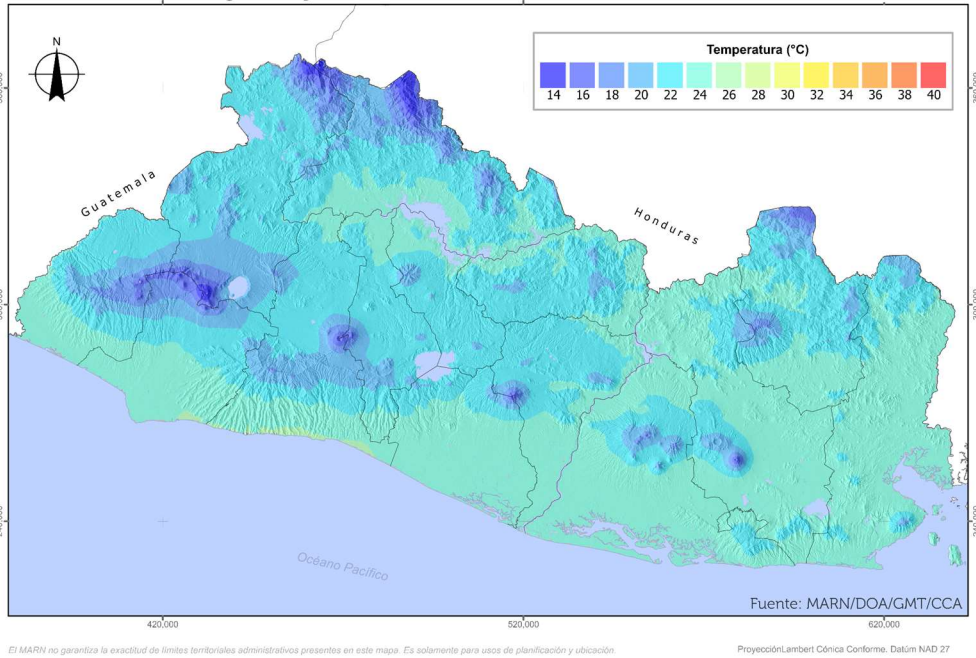 N
Temperatura (°C)
14 16 18 20 22 24 26 28 30 32 34 36 38 40
Guatemala
Honduras
Océano Pacífico
Fuente: MARN/DOA/GMT/CCA
420,000 520,000 620,000
El MARN no garantiza la exactitud de límites territoriales administrativos presentes en este mapa. Es solamente para usos de planificación y ubicación.
ProyecciónLambert Cónica Conforme. Datúm NAD 27